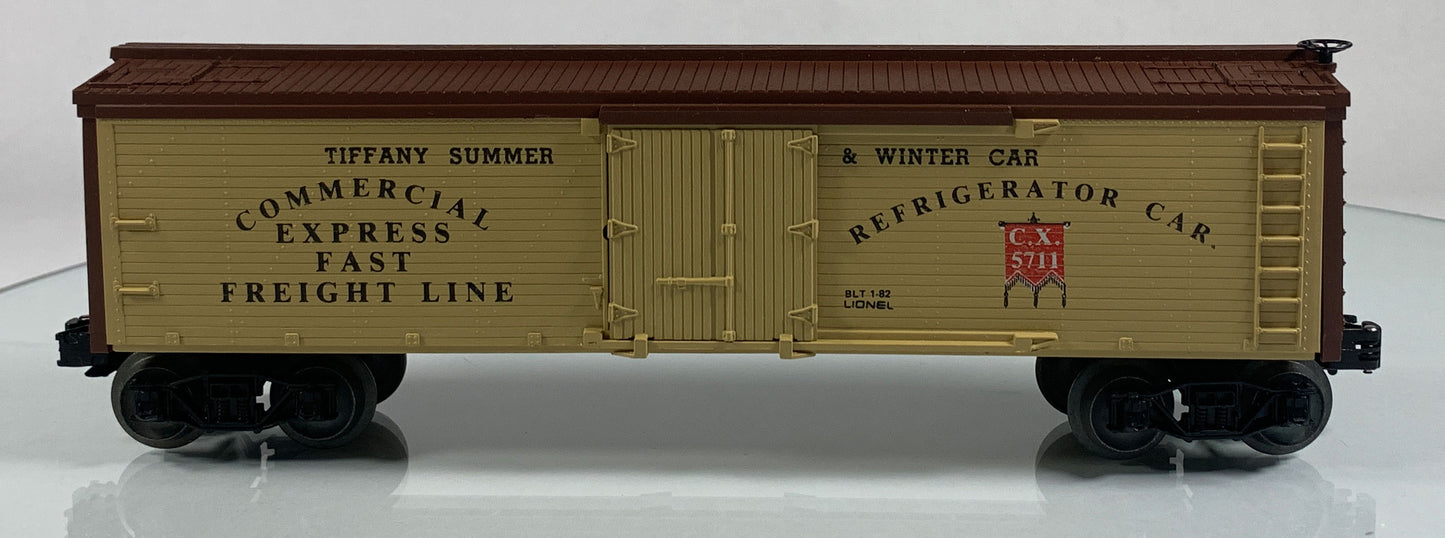 TIFFANY SUMMER
COMMERCIAL
EXPRESS
FAST
FREIGHT LINE
& WINTER CAR
REFRIGERATOR CAR.
C.X.
5711
BLT 1-82
LIONEL